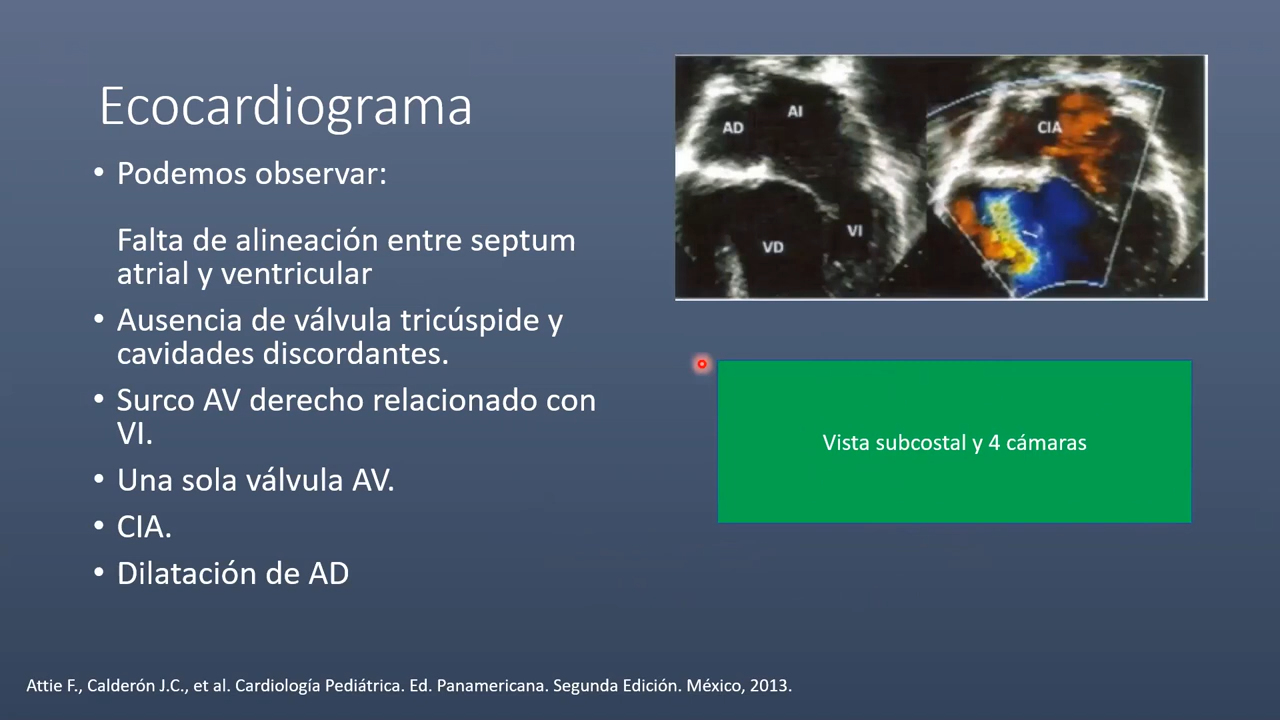 Ecocardiograma
• Podemos observar:
Falta de alineación entre septum
atrial y ventricular
• Ausencia de válvula tricúspide y
cavidades discordantes.
• Surco AV derecho relacionado con
VI.
• Una sola válvula AV.
• CIA.
• Dilatación de AD
AD
AI
VD
VI
CIA
Vista subcostal y 4 cámaras
Attie F., Calderón J.C., et al. Cardiología Pediátrica. Ed. Panamericana. Segunda Edición. México, 2013.